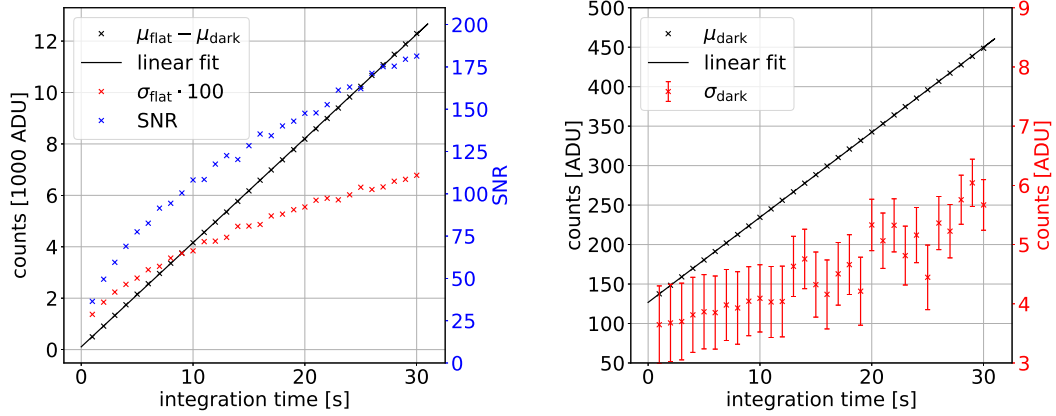 μflat − μdark
linear fit
σflat · 100
SNR
12
10
8
6
4
2
0
counts [1000 ADU]
0 10 20 30
integration time [s]
200
175
150
125
100
75
50
25
0
SNR
μdark
linear fit
σdark
500
450
400
350
300
250
200
150
100
50
counts [ADU]
0 10 20 30
integration time [s]
9
8
7
6
5
4
3
counts [ADU]